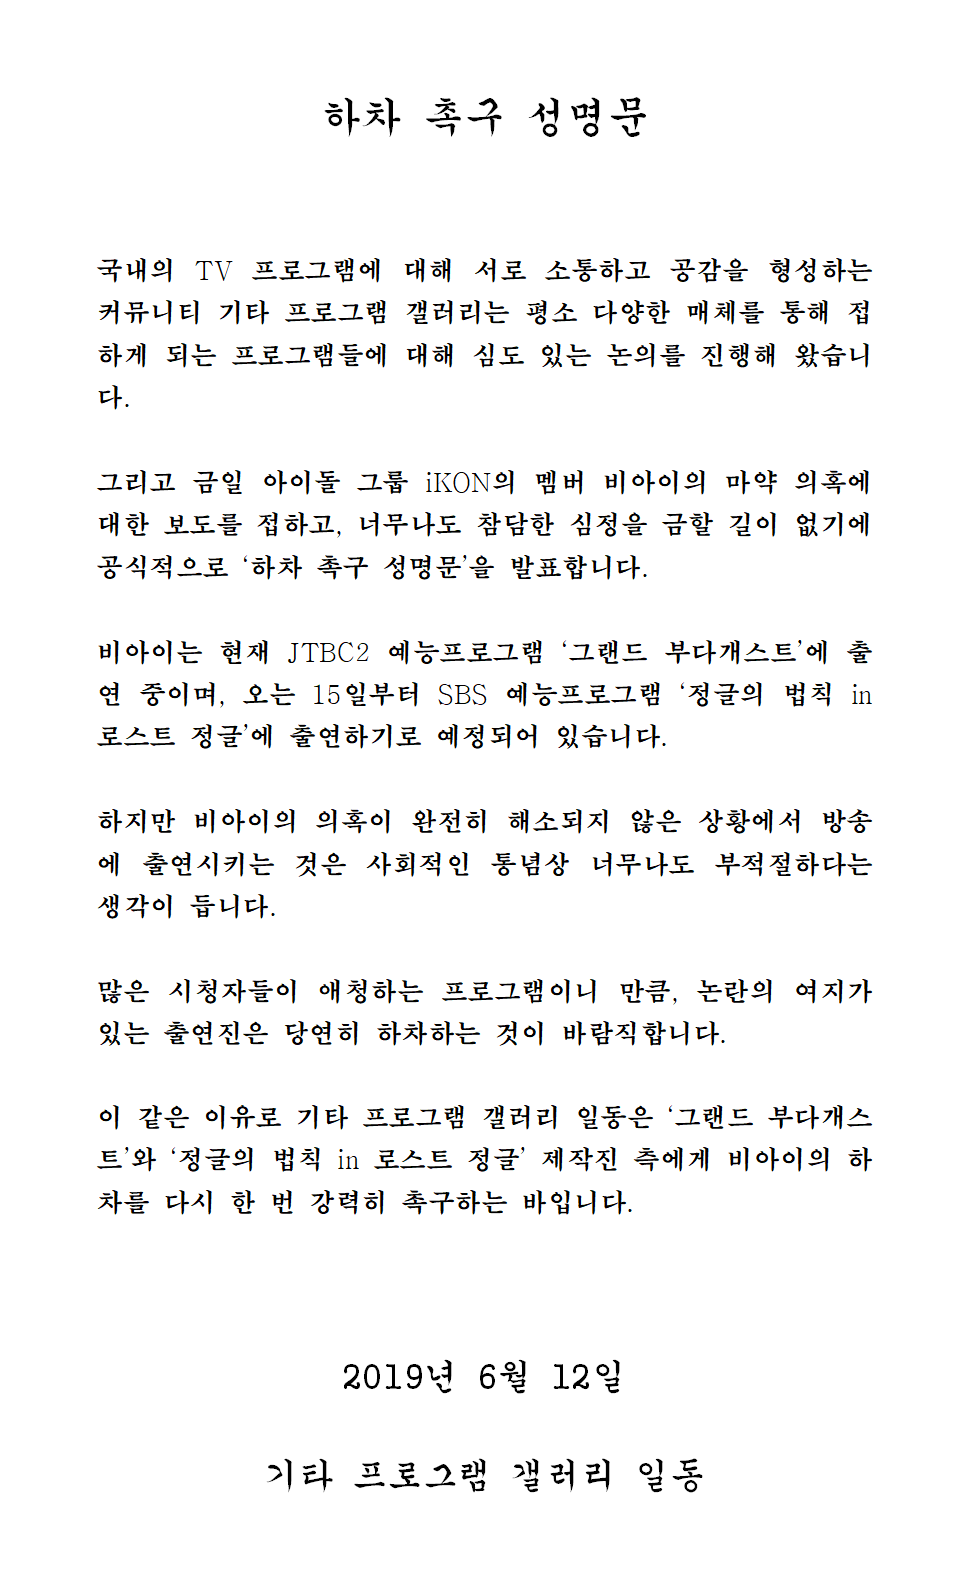 하차 촉구 성명문
국내의 TV 프로그램에 대해 서로 소통하고 공감을 형성하는
커뮤니티 기타 프로그램 갤러리는 평소 다양한 매체를 통해 접
하게 되는 프로그램들에 대해 심도 있는 논의를 진행해 왔습니
다.
그리고 금일 아이돌 그룹 iKON의 멤버 비아이의 마약 의혹에
대한 보도를 접하고, 너무나도 참담한 심정을 금할 길이 없기에
공식적으로 ‘하차 촉구 성명문’을 발표합니다.
비아이는 현재 JTBC2 예능프로그램 ‘그랜드 부다개스트’에 출
연 중이며, 오는 15일부터 SBS 예능프로그램 ‘정글의 법칙 in
로스트 정글’에 출연하기로 예정되어 있습니다.
하지만 비아이의 의혹이 완전히 해소되지 않은 상황에서 방송
에 출연시키는 것은 사회적인 통념상 너무나도 부적절하다는
생각이 듭니다.
많은 시청자들이 애청하는 프로그램이니 만큼, 논란의 여지가
있는 출연진은 당연히 하차하는 것이 바람직합니다.
이 같은 이유로 기타 프로그램 갤러리 일동은 ‘그랜드 부다개스
트’와 ‘정글의 법칙 in 로스트 정글’ 제작진 측에게 비아이의 하
차를 다시 한 번 강력히 촉구하는 바입니다.
2019년 6월 12일
기타 프로그램 갤러리 일동